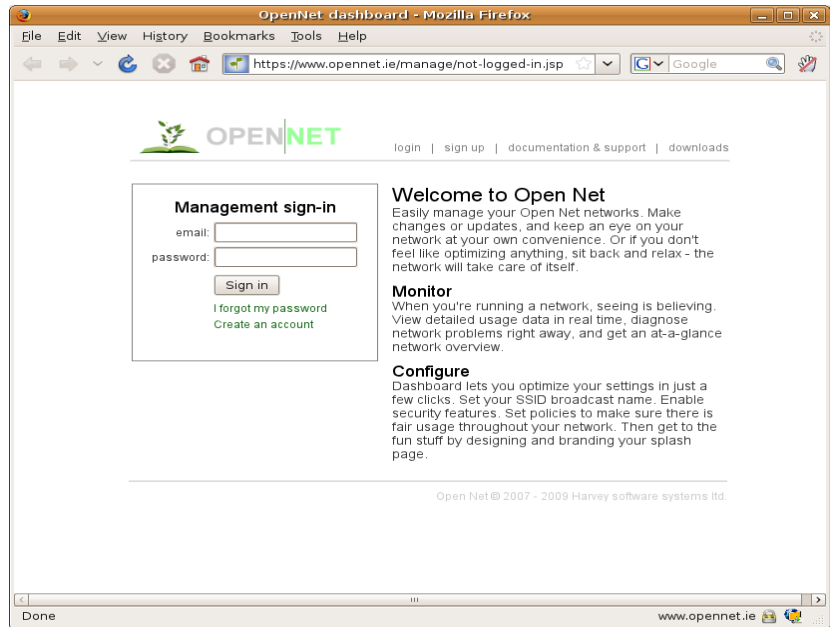 OpenNet dashboard - Mozilla Firefox
File Edit View History Bookmarks Tools Help
https://www.opennet.ie/manage/not-logged-in.jsp G Google
OPENNET
login | sign up | documentation & support | downloads
Management sign-in
email:
password:
Sign in
I forgot my password
Create an account
Welcome to Open Net
Easily manage your Open Net networks. Make
changes or updates, and keep an eye on your
network at your own convenience. Or if you don't
feel like optimizing anything, sit back and relax - the
network will take care of itself.
Monitor
When you're running a network, seeing is believing.
View detailed usage data in real time, diagnose
network problems right away, and get an at-a-glance
network overview.
Configure
Dashboard lets you optimize your settings in just a
few clicks. Set your SSID broadcast name. Enable
security features. Set policies to make sure there is
fair usage throughout your network. Then get to the
fun stuff by designing and branding your splash
page.
Open Net © 2007 - 2009 Harvey software systems ltd.
Done www.opennet.ie